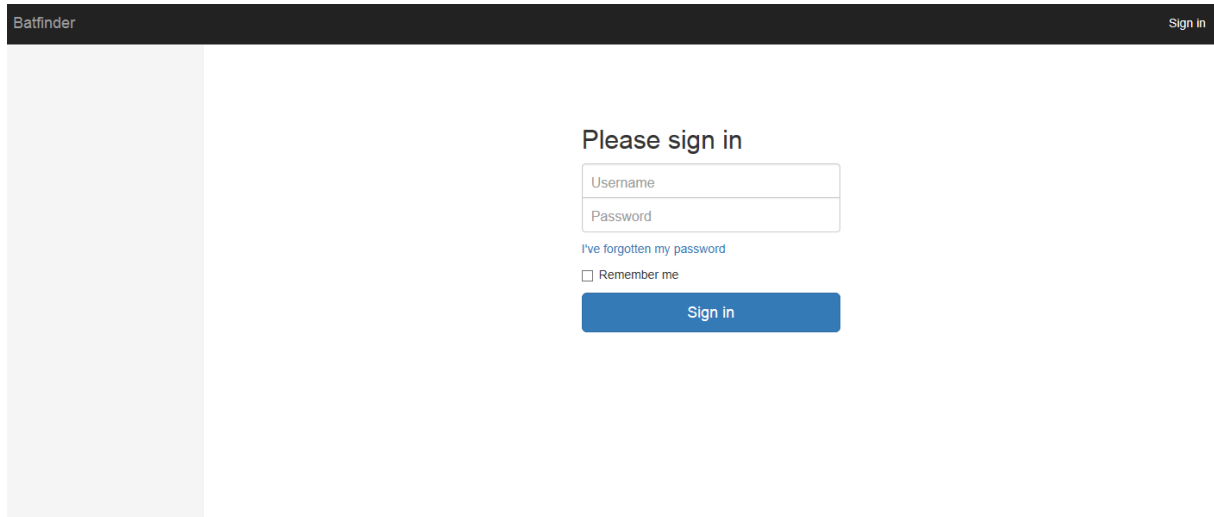 Batfinder
Sign in
Please sign in
Username
Password
I've forgotten my password
Remember me
Sign in